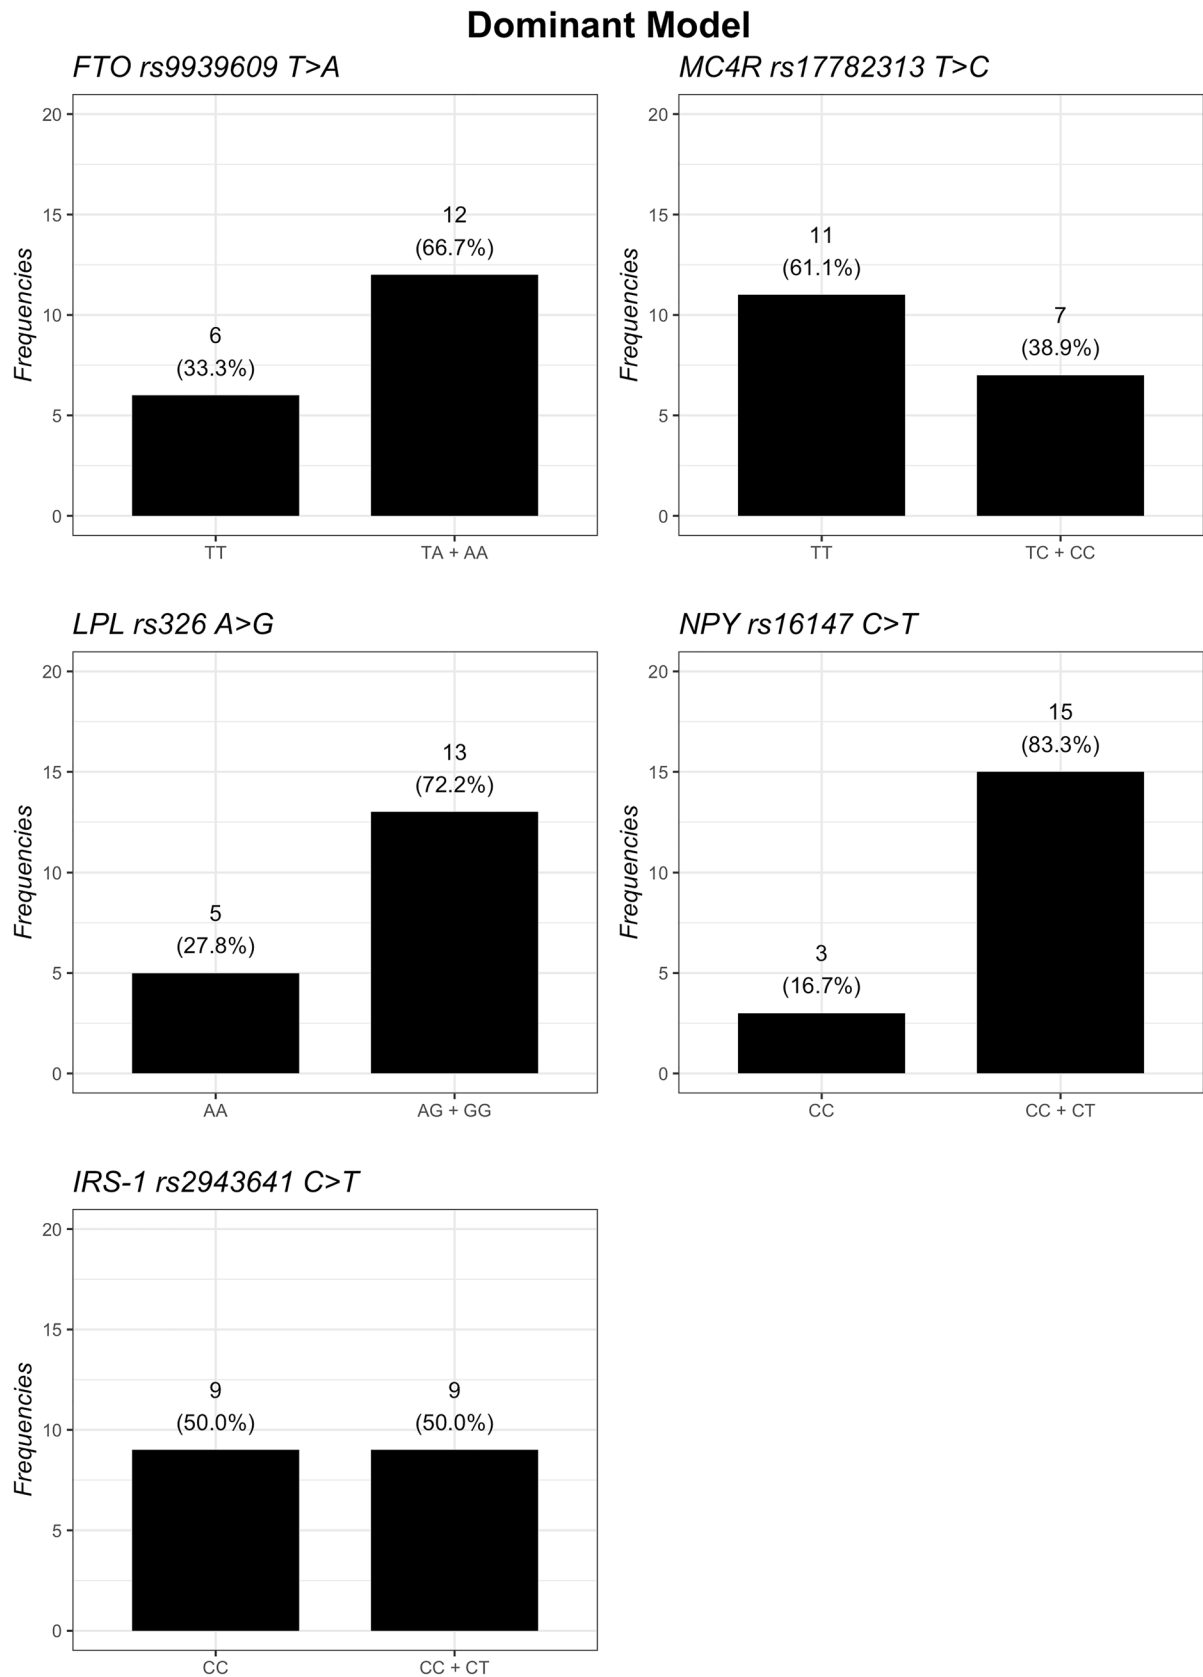 Dominant Model
FTO rs9939609 T>A
Frequencies
20
15
10
5
0
6
(33.3%)
12
(66.7%)
TT
TA + AA
MC4R rs17782313 T>C
Frequencies
20
15
10
5
0
11
(61.1%)
7
(38.9%)
TT
TC + CC
LPL rs326 A>G
Frequencies
20
15
10
5
0
5
(27.8%)
13
(72.2%)
AA
AG + GG
NPY rs16147 C>T
Frequencies
20
15
10
5
0
3
(16.7%)
15
(83.3%)
CC
CC + CT
IRS-1 rs2943641 C>T
Frequencies
20
15
10
5
0
9
(50.0%)
9
(50.0%)
CC
CC + CT